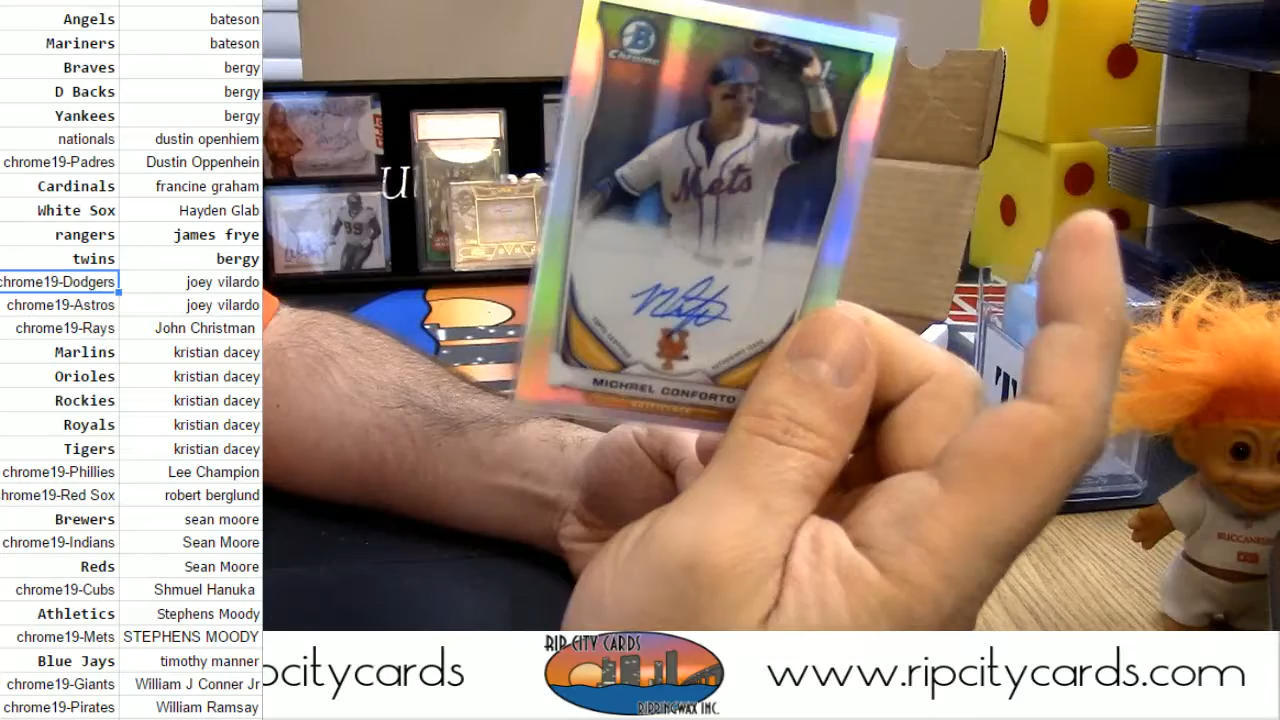 Angels bateson
Mariners bateson
Braves bergy
D Backs bergy
Yankees bergy
nationals dustin openhiem
chrome19-Padres Dustin Oppenhein
Cardinals francine graham
White Sox Hayden Glab
rangers james frye
twins bergy
chrome19-Dodgers joey vilardo
chrome19-Astros joey vilardo
chrome19-Rays John Christman
Marlins kristian dacey
Orioles kristian dacey
Rockies kristian dacey
Royals kristian dacey
Tigers kristian dacey
chrome19-Phillies Lee Champion
chrome19-Red Sox robert berglund
Brewers sean moore
chrome19-Indians Sean Moore
Reds Sean Moore
chrome19-Cubs Shmuel Hanuka
Athletics Stephens Moody
chrome19-Mets STEPHENS MOODY
Blue Jays timothy manner
chrome19-Giants William J Conner Jr
chrome19-Pirates William Ramsay
B
Chrome
Mets
MICHAEL CONFORTO
99
BUCCANEERS
pcitycards
RIP CITY CARDS
RIPPINGWAX INC.
www.ripcitycards.com